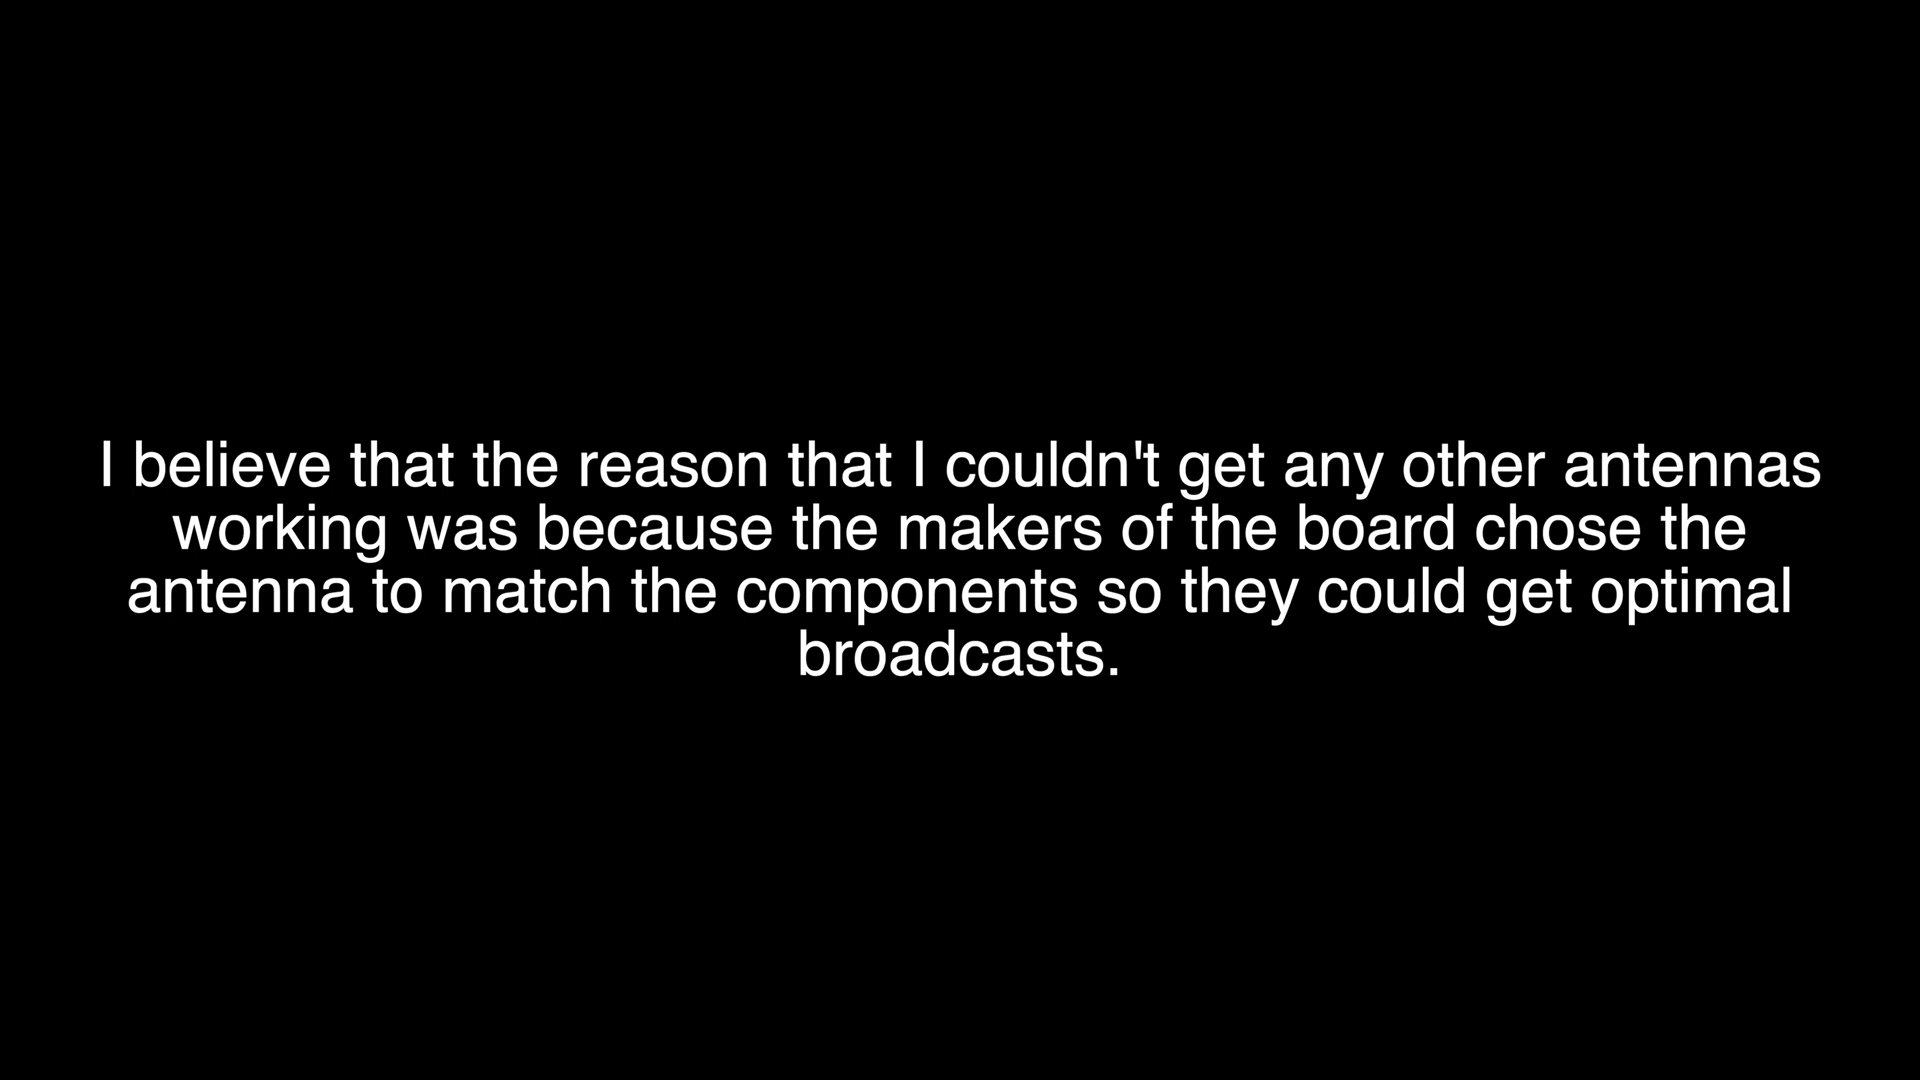 I believe that the reason that I couldn't get any other antennas
working was because the makers of the board chose the
antenna to match the components so they could get optimal
broadcasts.